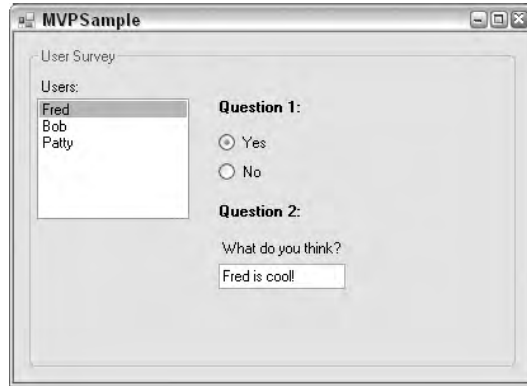 MVPSample
User Survey
Users:
Fred
Bob
Patty
Question 1:
Yes
No
Question 2:
What do you think?
Fred is cool!